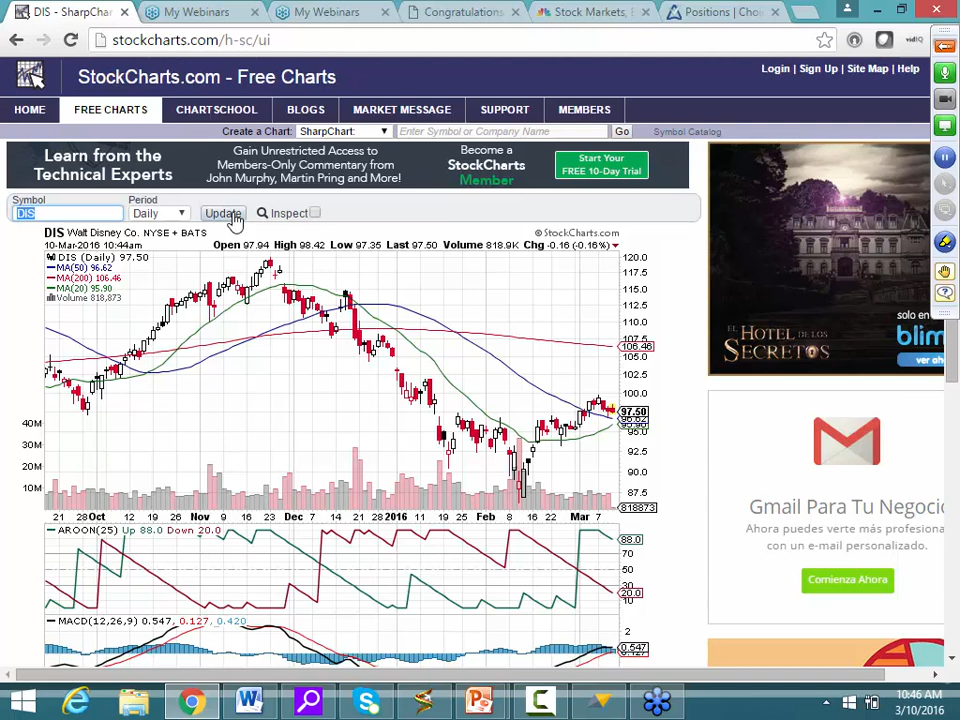 DIS - SharpChar
My Webinars
My Webinars
Congratulations
Stock Markets, B
Positions | Choi
stockcharts.com/h-sc/ui
vidIQ
StockCharts.com - Free Charts
Login | Sign Up | Site Map | Help
HOME
FREE CHARTS
CHARTSCHOOL
BLOGS
MARKET MESSAGE
SUPPORT
MEMBERS
Create a Chart: SharpChart:
Enter Symbol or Company Name
Go
Symbol Catalog
Learn from the
Technical Experts
Gain Unrestricted Access to
Members-Only Commentary from
John Murphy, Martin Pring and More!
Become a
StockCharts
Member
Start Your
FREE 10-Day Trial
Symbol
Period
DIS
Daily
Update
Inspect
DIS Walt Disney Co. NYSE + BATS
© StockCharts.com
10-Mar-2016 10:44am
Open 97.94 High 98.42 Low 97.35 Last 97.50 Volume 818.9K Chg -0.16 (-0.16%)
DIS (Daily) 97.50
MA(50) 96.62
MA(200) 106.46
MA(20) 95.90
Volume 818,873
120.0
117.5
115.0
112.5
110.0
106.46
105.0
100.0
97.50
95.0
92.5
90.0
87.5
818873
40M
30M
20M
10M
21 28 Oct 12 19 26 Nov 9 16 23 Dec 7 14 21 28 2016 11 19 25 Feb 8 16 22 Mar 7
AROON(25) Up 88.0 Down 20.0
88.0
70
50
30
20.0
10
MACD(12,26,9) 0.547, 0.127, 0.420
2
0.547
EL HOTEL DE LOS
SECRETOS
solo en
blim
ver aho
Gmail Para Tu Negocio
Ahora puedes verte más profesional
con un e-mail personalizado.
Comienza Ahora
10:46 AM
3/10/2016